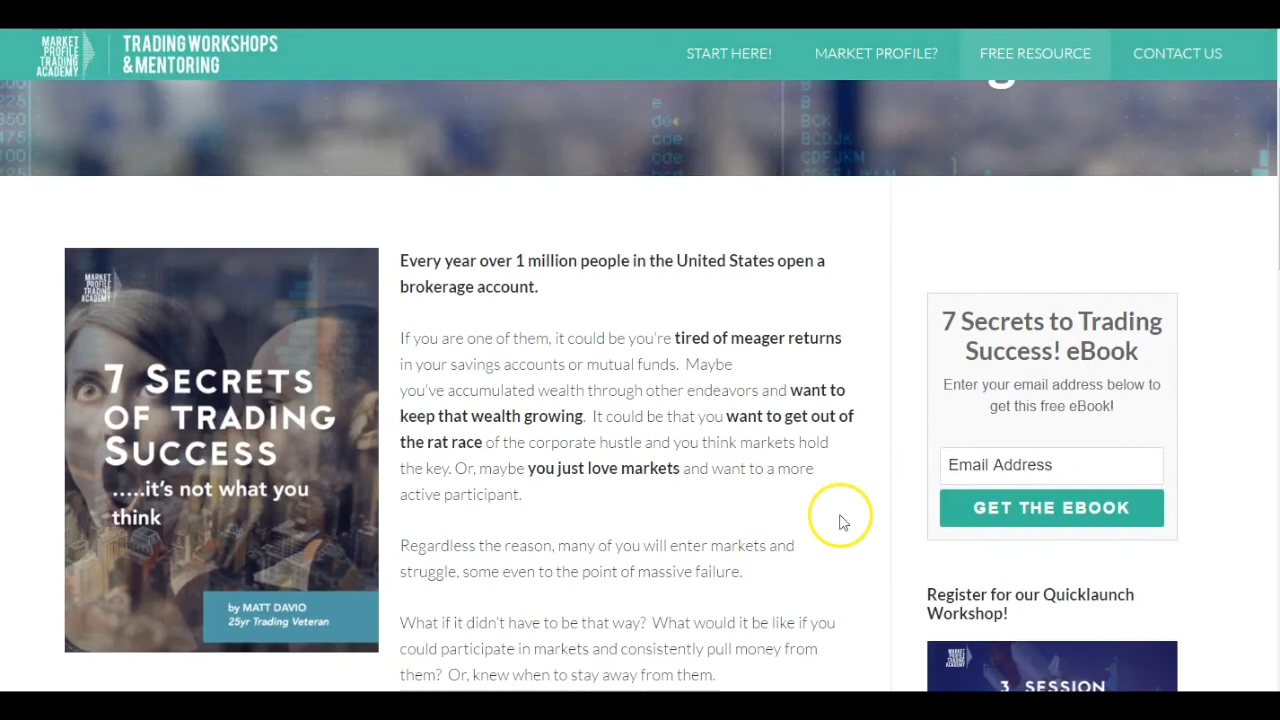 MARKET
PROFILE
TRADING
ACADEMY
TRADING WORKSHOPS
& MENTORING
START HERE!
MARKET PROFILE?
FREE RESOURCE
CONTACT US
e
de
cde
cde
B
BCK
BCDJK
CDFJKM
MARKET
PROFILE
TRADING
ACADEMY
7 SECRETS
OF TRADING
SUCCESS
.....it's not what you
think
by MATT DAVIO
25yr Trading Veteran
Every year over 1 million people in the United States open a
brokerage account.
If you are one of them, it could be you're tired of meager returns
in your savings accounts or mutual funds. Maybe
you've accumulated wealth through other endeavors and want to
keep that wealth growing. It could be that you want to get out of
the rat race of the corporate hustle and you think markets hold
the key. Or, maybe you just love markets and want to a more
active participant.
Regardless the reason, many of you will enter markets and
struggle, some even to the point of massive failure.
What if it didn't have to be that way? What would it be like if you
could participate in markets and consistently pull money from
them? Or, knew when to stay away from them.
7 Secrets to Trading
Success! eBook
Enter your email address below to
get this free eBook!
Email Address
GET THE EBOOK
Register for our Quicklaunch
Workshop!
3 SESSION